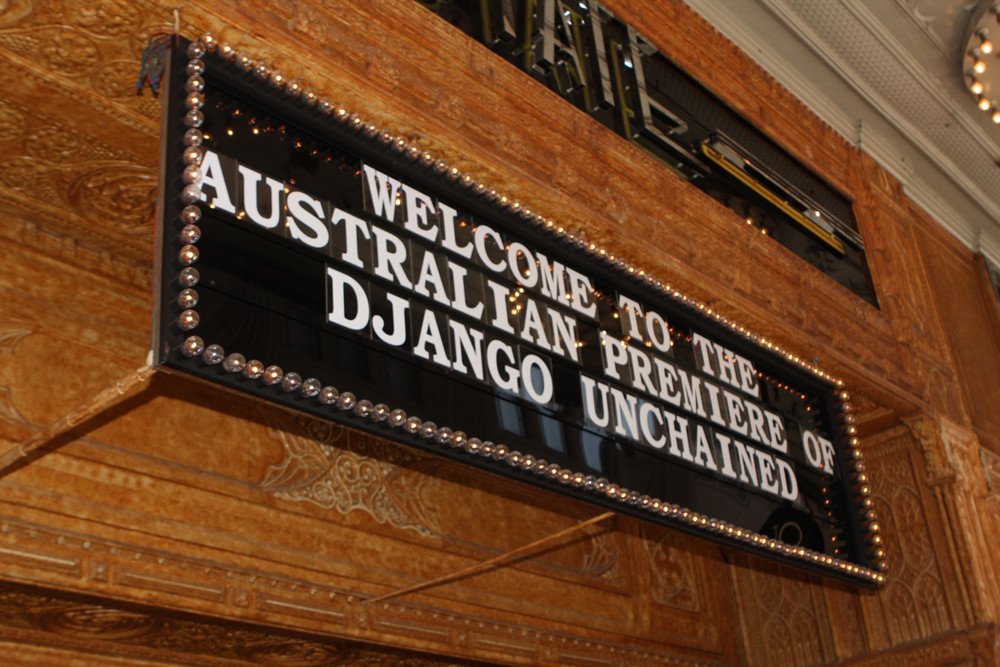 WELCOME TO THE
AUSTRALIAN PREMIERE OF
DJANGO UNCHAINED